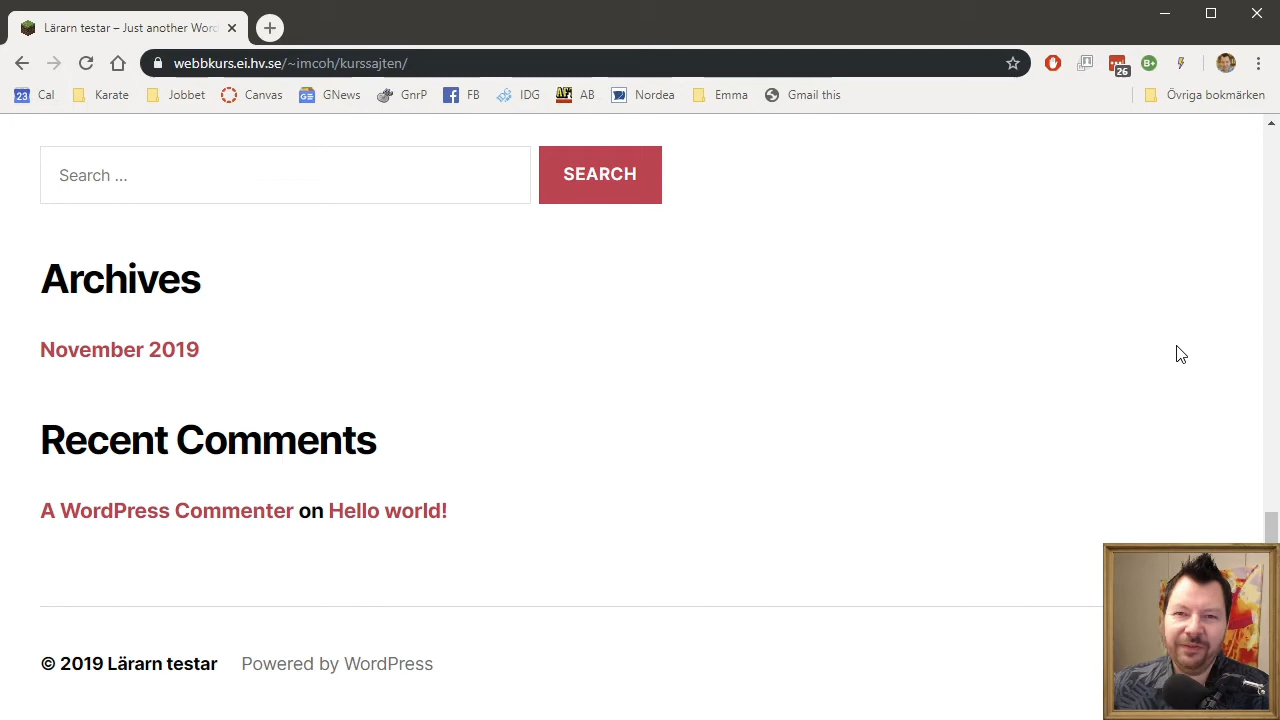 Lärarn testar – Just another Word
webbkurs.ei.hv.se/~imcoh/kurssajten/
26
B+
23 Cal
Karate
Jobbet
Canvas
GNews
GnrP
FB
IDG
AB
Nordea
Emma
Gmail this
Övriga bokmärken
Search …
SEARCH
Archives
November 2019
Recent Comments
A WordPress Commenter on Hello world!
© 2019 Lärarn testar
Powered by WordPress